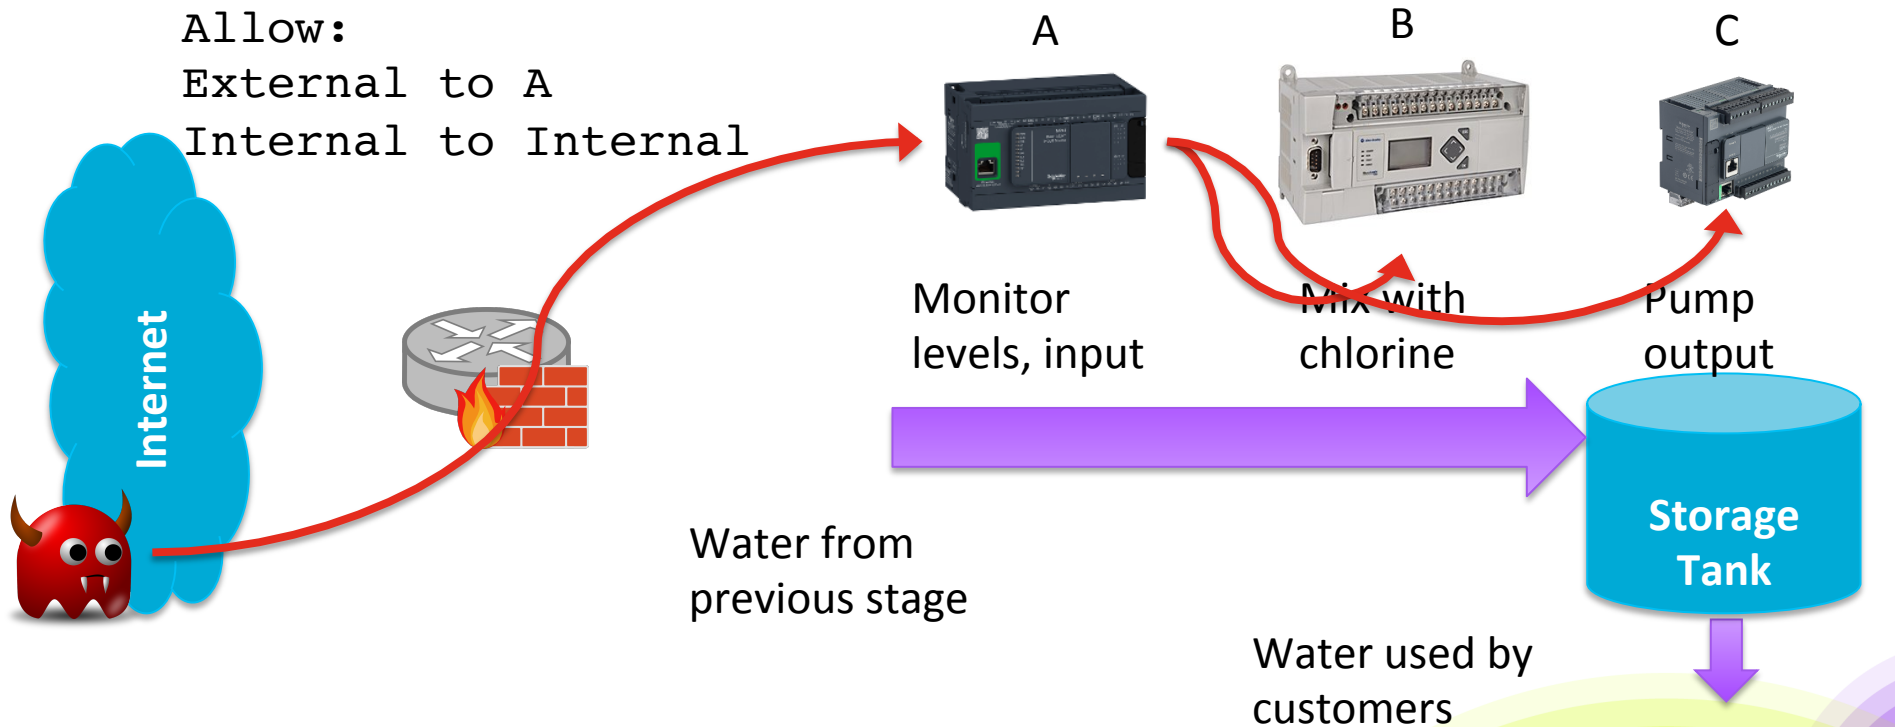 Allow:
External to A
Internal to Internal
A
B
C
Internet
Monitor
levels, input
Mix with
chlorine
Pump
output
Water from
previous stage
Storage
Tank
Water used by
customers